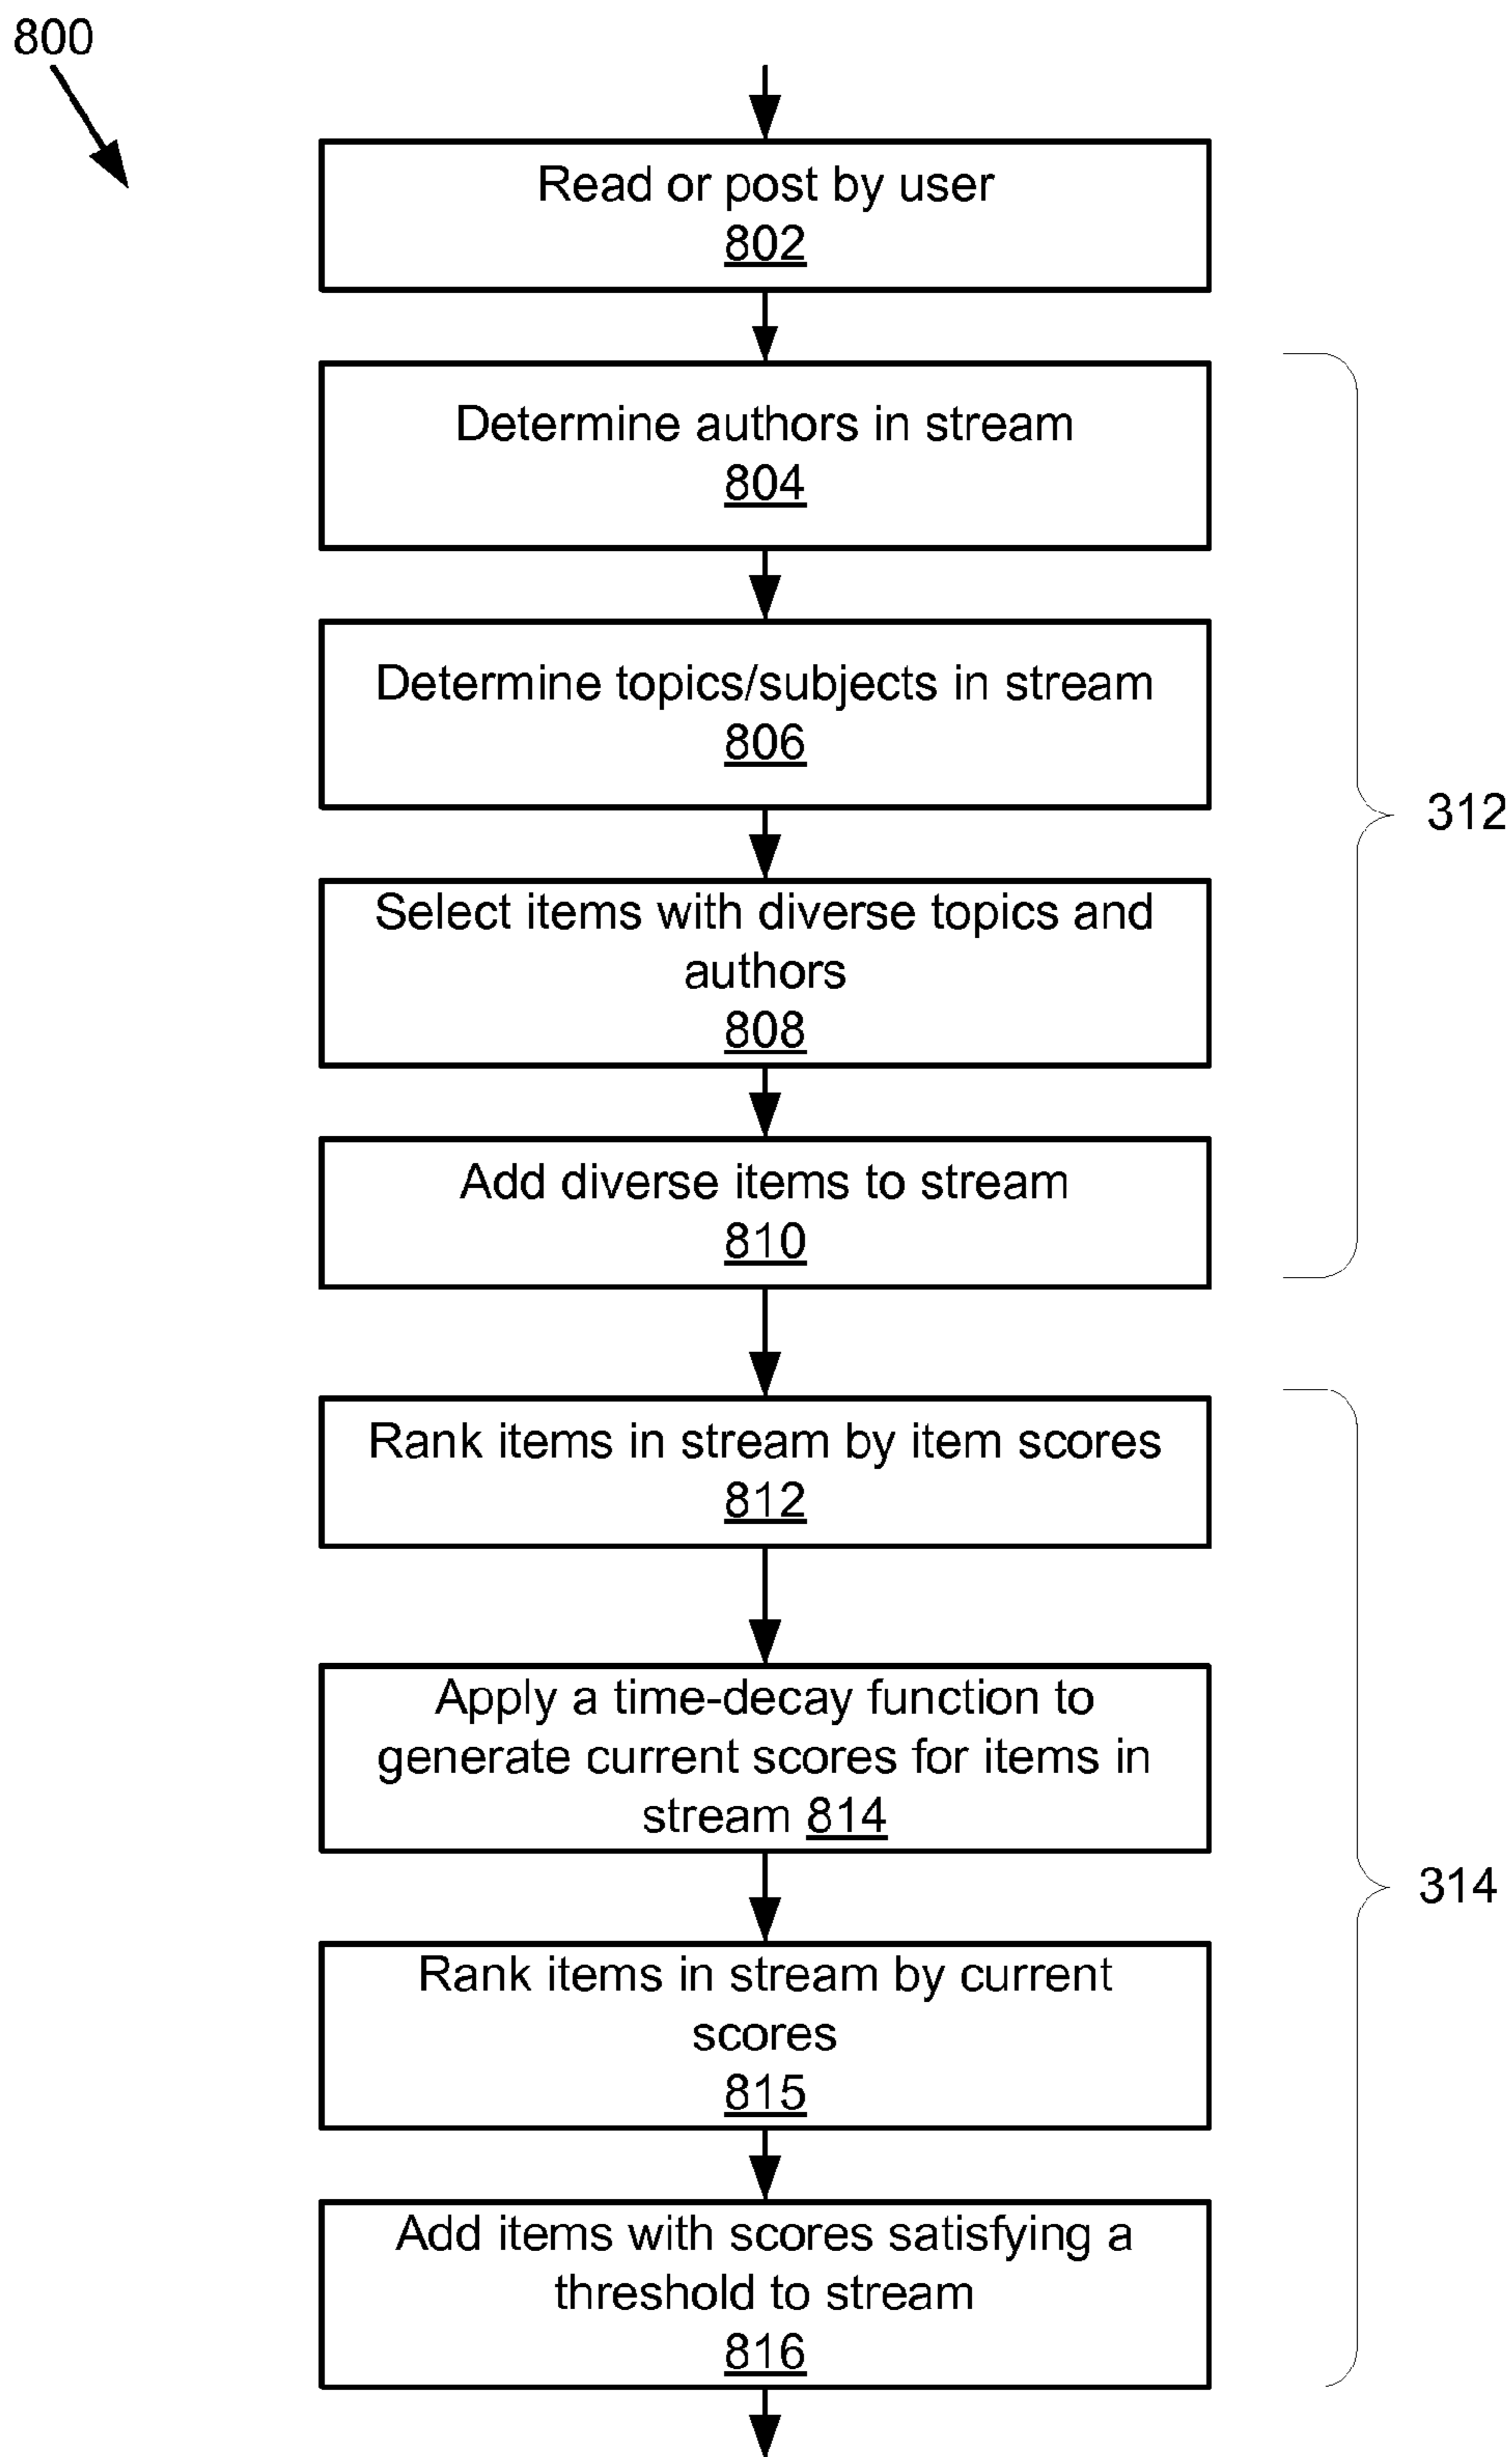 800
Read or post by user
802
Determine authors in stream
804
Determine topics/subjects in stream
806
312
Select items with diverse topics and
authors
808
Add diverse items to stream
810
Rank items in stream by item scores
812
Apply a time-decay function to
generate current scores for items in
stream 814
314
Rank items in stream by current
scores
815
Add items with scores satisfying a
threshold to stream
816